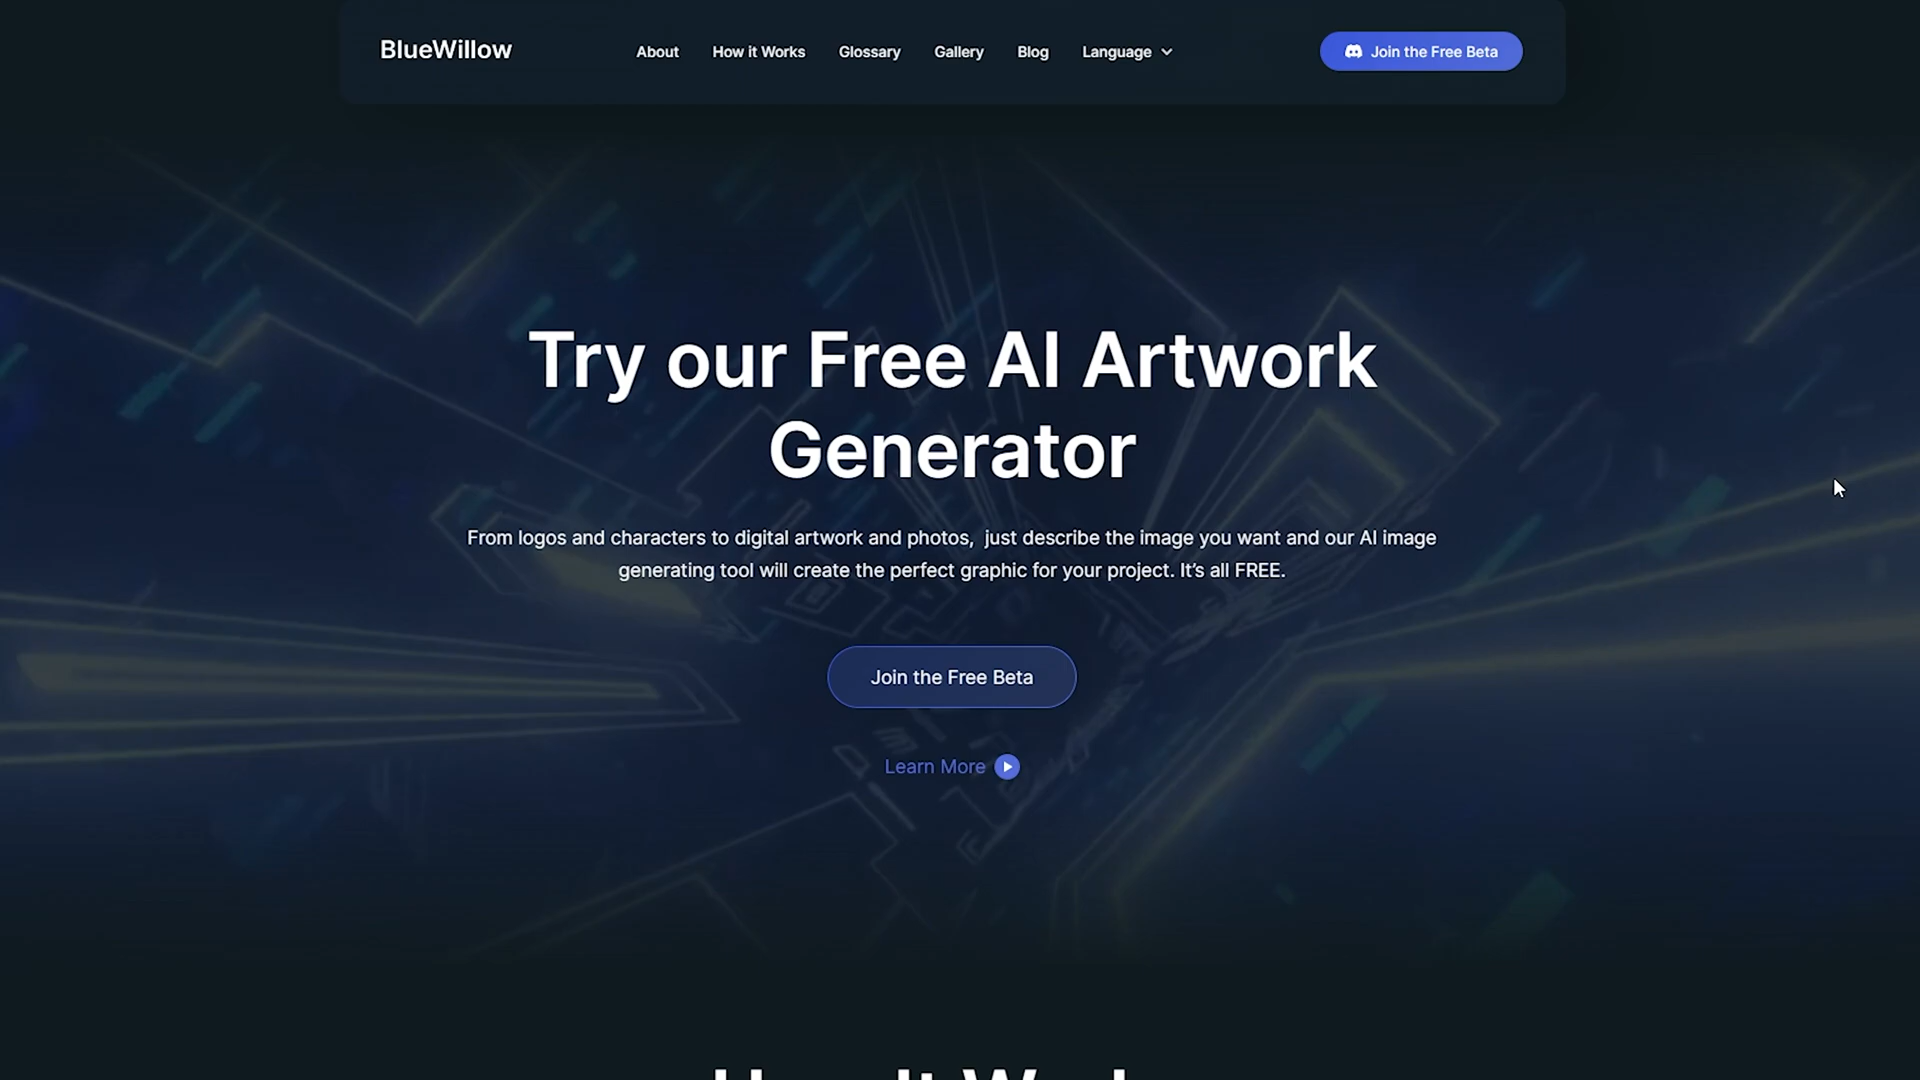 BlueWillow
About
How it Works
Glossary
Gallery
Blog
Language
Join the Free Beta
Try our Free AI Artwork
Generator
From logos and characters to digital artwork and photos, just describe the image you want and our AI image
generating tool will create the perfect graphic for your project. It's all FREE.
Join the Free Beta
Learn More